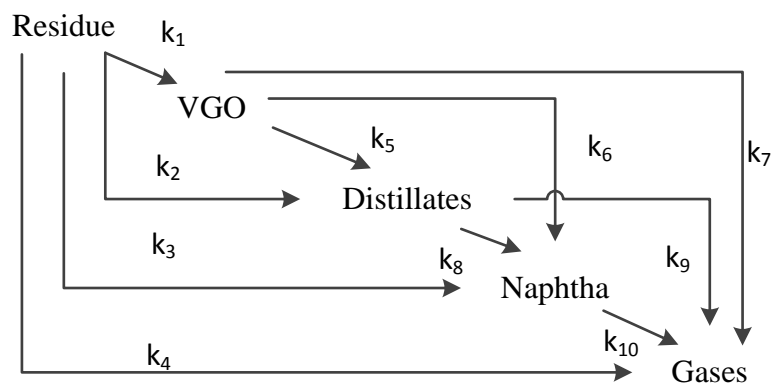 Residue
k₁
VGO
k₅
k₆
k₇
k₂
Distillates
k₃
k₈
k₉
Naphtha
k₄
k₁₀
Gases